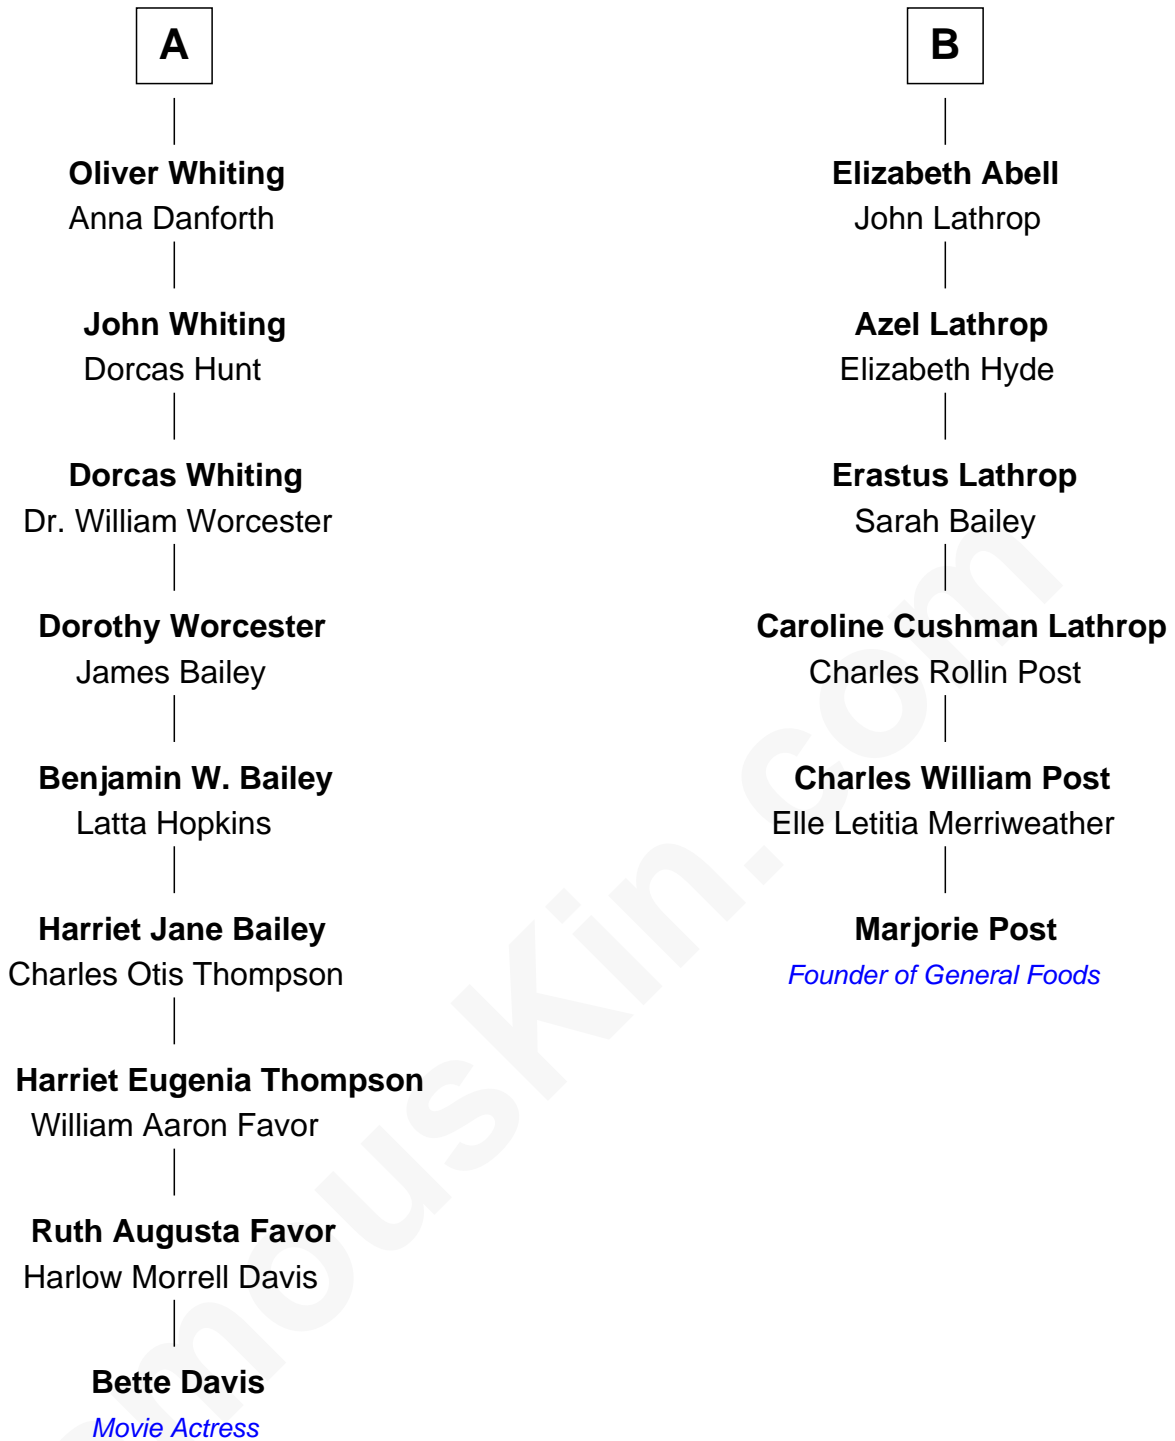 A
Oliver Whiting
Anna Danforth
John Whiting
Dorcas Hunt
Dorcas Whiting
Dr. William Worcester
Dorothy Worcester
James Bailey
Benjamin W. Bailey
Latta Hopkins
Harriet Jane Bailey
Charles Otis Thompson
Harriet Eugenia Thompson
William Aaron Favor
Ruth Augusta Favor
Harlow Morrell Davis
Bette Davis
Movie Actress
B
Elizabeth Abell
John Lathrop
Azel Lathrop
Elizabeth Hyde
Erastus Lathrop
Sarah Bailey
Caroline Cushman Lathrop
Charles Rollin Post
Charles William Post
Elle Letitia Merriweather
Marjorie Post
Founder of General Foods